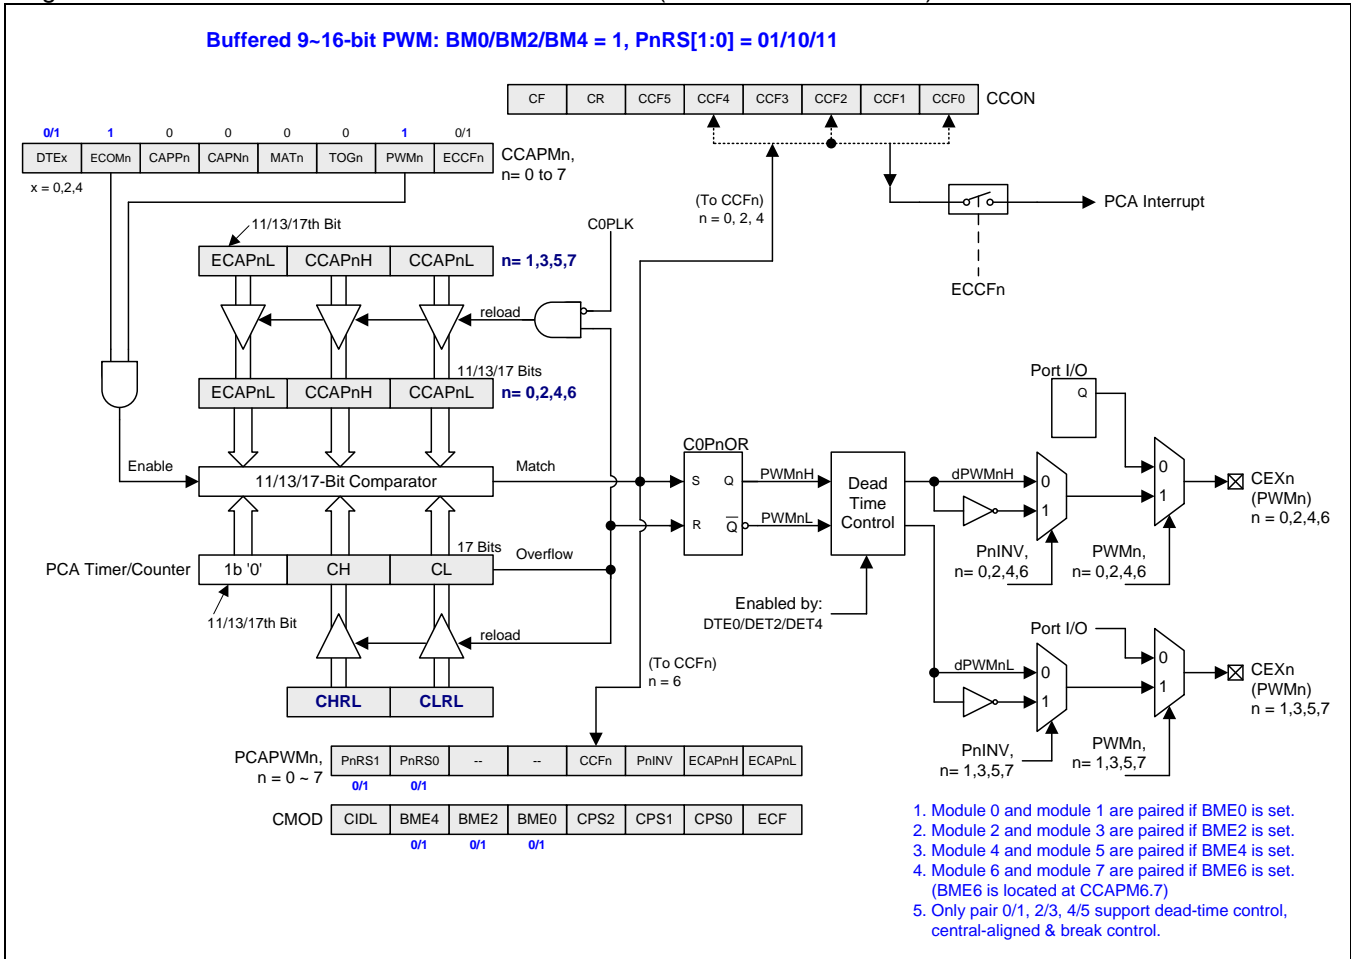 Buffered 9~16-bit PWM: BM0/BM2/BM4 = 1, PnRS[1:0] = 01/10/11
CF CR CCF5 CCF4 CCF3 CCF2 CCF1 CCF0 CCON
0/1 1 0 0 0 0 1 0/1
DTEx ECOMn CAPPn CAPNn MATn TOGn PWMn ECCFn CCAPMn,
n= 0 to 7
x = 0,2,4
(To CCFn)
n = 0, 2, 4
PCA Interrupt
ECCFn
11/13/17th Bit
C0PLK
ECAPnL CCAPnH CCAPnL n= 1,3,5,7
reload
11/13/17 Bits
ECAPnL CCAPnH CCAPnL n= 0,2,4,6
Port I/O
Q
C0PnOR
Enable
11/13/17-Bit Comparator
Match
S Q
R Q
PWMnH
PWMnL
Dead
Time
Control
dPWMnH
0
1
0
1
CEXn
(PWMn)
n = 0,2,4,6
PnINV,
n= 0,2,4,6
PWMn,
n= 0,2,4,6
17 Bits
Overflow
PCA Timer/Counter 1b '0' CH CL
11/13/17th Bit
reload
Enabled by:
DTE0/DET2/DET4
CHRL CLRL
(To CCFn)
n = 6
Port I/O
dPWMnL
0
1
0
1
CEXn
(PWMn)
n = 1,3,5,7
PnINV,
n= 1,3,5,7
PWMn,
n= 1,3,5,7
PCAPWMn,
n = 0 ~ 7
PnRS1 PnRS0 -- -- CCFn PnINV ECAPnH ECAPnL
0/1 0/1
CMOD CIDL BME4 BME2 BME0 CPS2 CPS1 CPS0 ECF
0/1 0/1 0/1
1. Module 0 and module 1 are paired if BME0 is set.
2. Module 2 and module 3 are paired if BME2 is set.
3. Module 4 and module 5 are paired if BME4 is set.
4. Module 6 and module 7 are paired if BME6 is set.
(BME6 is located at CCAPM6.7)
5. Only pair 0/1, 2/3, 4/5 support dead-time control,
central-aligned & break control.